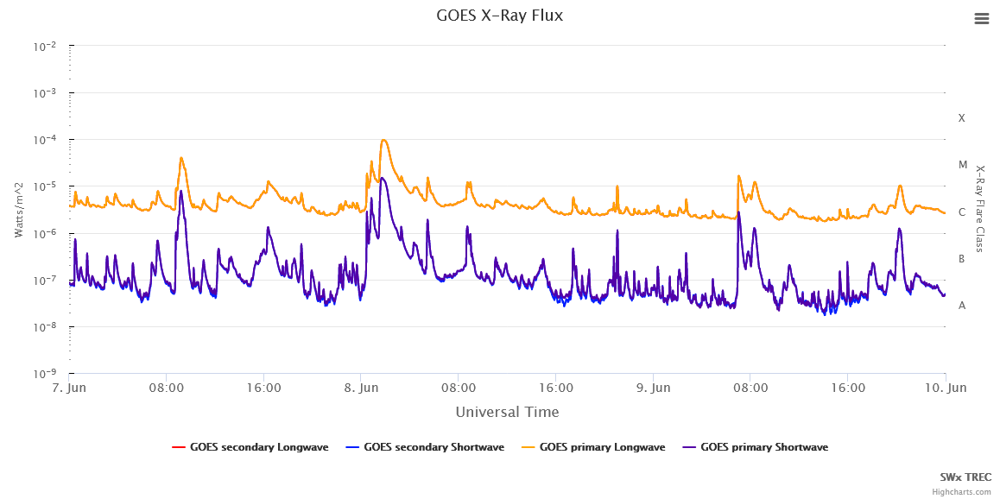 GOES X-Ray Flux
10⁻²
10⁻³
10⁻⁴
10⁻⁵
10⁻⁶
10⁻⁷
10⁻⁸
10⁻⁹
Watts/m^2
X
M
C
B
A
X-Ray Flare Class
7. Jun 08:00 16:00 8. Jun 08:00 16:00 9. Jun 08:00 16:00 10. Jun
Universal Time
GOES secondary Longwave GOES secondary Shortwave GOES primary Longwave GOES primary Shortwave
SWx TREC
Highcharts.com